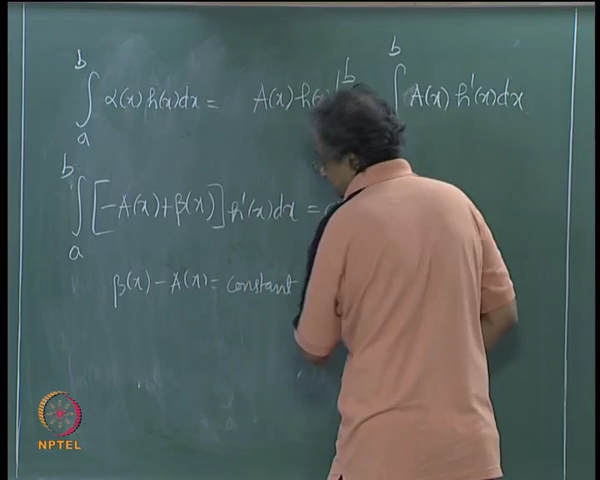 b b b
∫ α(x) h(x) dx = A(x) h(x)| ∫ A(x) h'(x) dx
a
b
∫ [-A(x) + β(x)] h'(x) dx =
a
β(x) - A(x) = constant
NPTEL